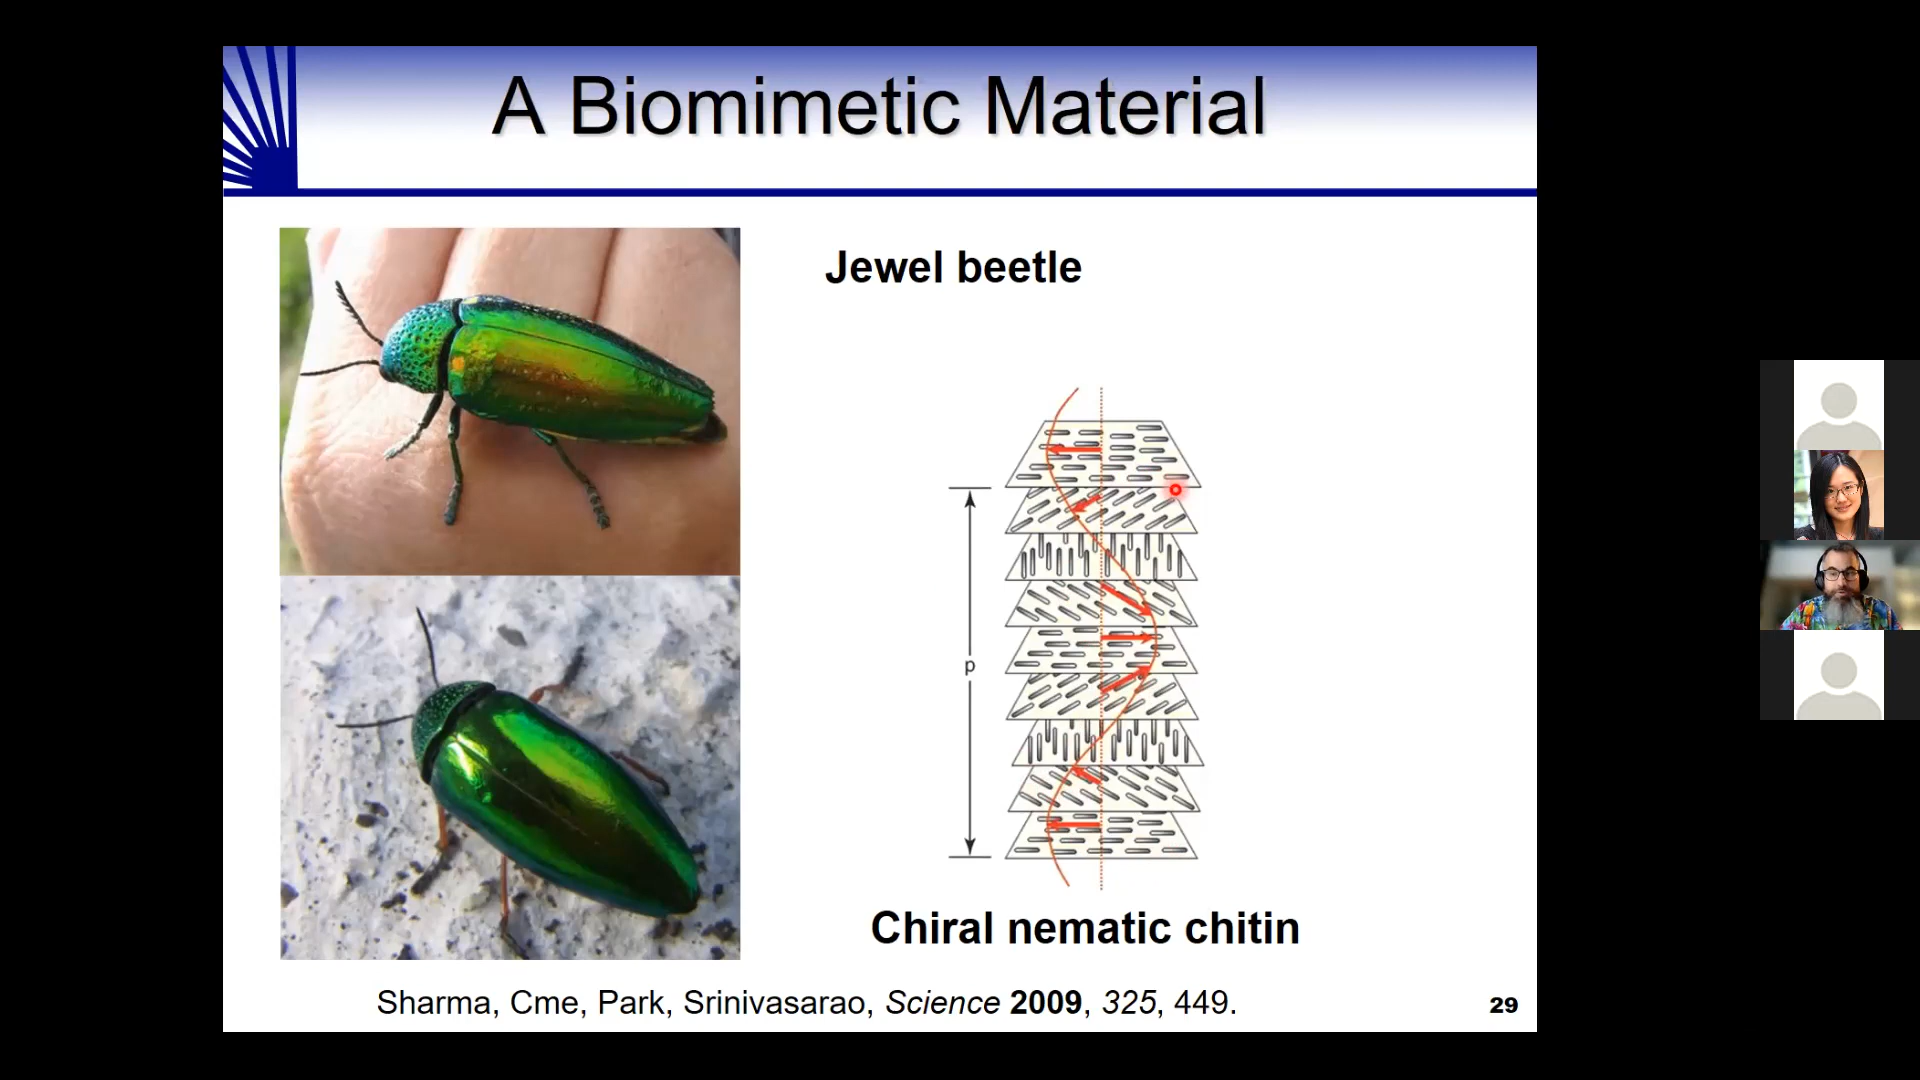 A Biomimetic Material
Jewel beetle
p
Chiral nematic chitin
Sharma, Cme, Park, Srinivasarao, Science 2009, 325, 449.
29